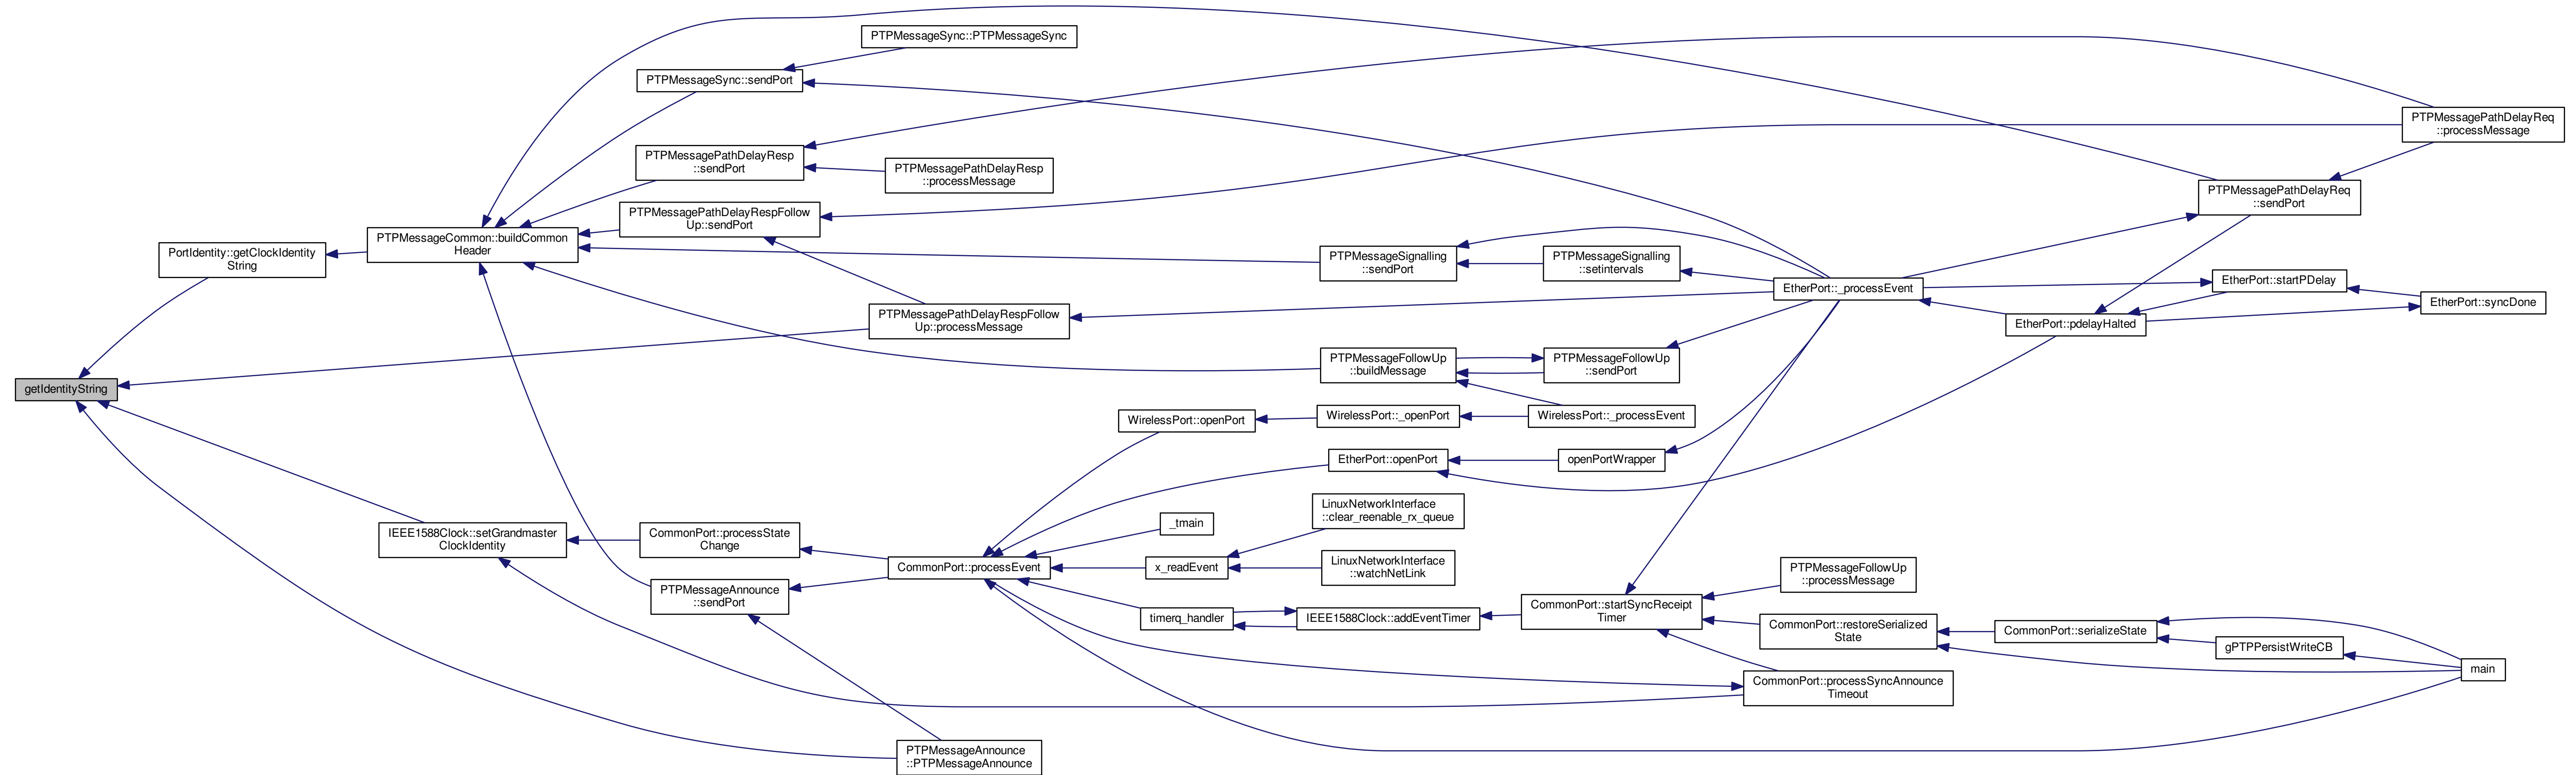 PTPMessageSync::PTPMessageSync
PTPMessageSync::sendPort
PTPMessagePathDelayReq
::processMessage
PTPMessagePathDelayResp
::sendPort
PTPMessagePathDelayResp
::processMessage
PTPMessagePathDelayReq
::sendPort
PTPMessagePathDelayRespFollow
Up::sendPort
PTPMessageCommon::buildCommon
Header
PortIdentity::getClockIdentity
String
PTPMessageSignalling
::sendPort
PTPMessageSignalling
::setintervals
EtherPort::_processEvent
EtherPort::startPDelay
EtherPort::syncDone
PTPMessagePathDelayRespFollow
Up::processMessage
EtherPort::pdelayHalted
PTPMessageFollowUp
::buildMessage
PTPMessageFollowUp
::sendPort
getIdentityString
WirelessPort::openPort
WirelessPort::_openPort
WirelessPort::_processEvent
EtherPort::openPort
openPortWrapper
LinuxNetworkInterface
::clear_reenable_rx_queue
_tmain
IEEE1588Clock::setGrandmaster
ClockIdentity
CommonPort::processState
Change
CommonPort::processEvent
x_readEvent
LinuxNetworkInterface
::watchNetLink
PTPMessageFollowUp
::processMessage
PTPMessageAnnounce
::sendPort
timerq_handler
IEEE1588Clock::addEventTimer
CommonPort::startSyncReceipt
Timer
CommonPort::restoreSerialized
State
CommonPort::serializeState
gPTPPersistWriteCB
main
CommonPort::processSyncAnnounce
Timeout
PTPMessageAnnounce
::PTPMessageAnnounce